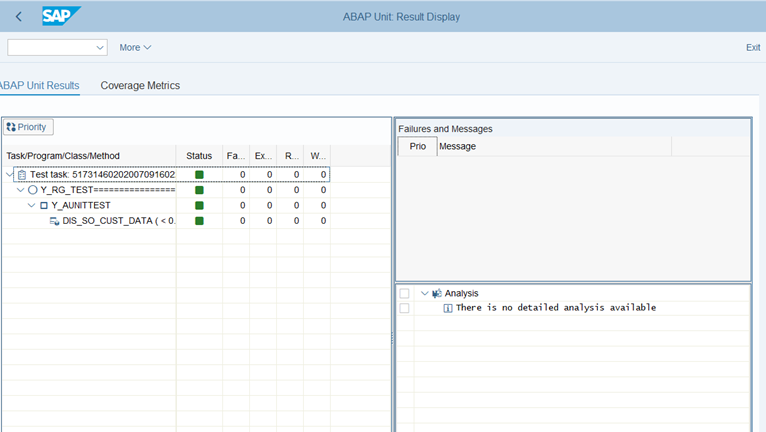 SAP
ABAP Unit: Result Display
More
Exit
ABAP Unit Results
Coverage Metrics
Priority
Task/Program/Class/Method Status Fa... Ex... R... W...
Test task: 51731460202007091602 0 0 0 0
Y_RG_TEST================ 0 0 0 0
Y_AUNITTEST 0 0 0 0
DIS_SO_CUST_DATA ( < 0. 0 0 0 0
Failures and Messages
Prio Message
Analysis
There is no detailed analysis available